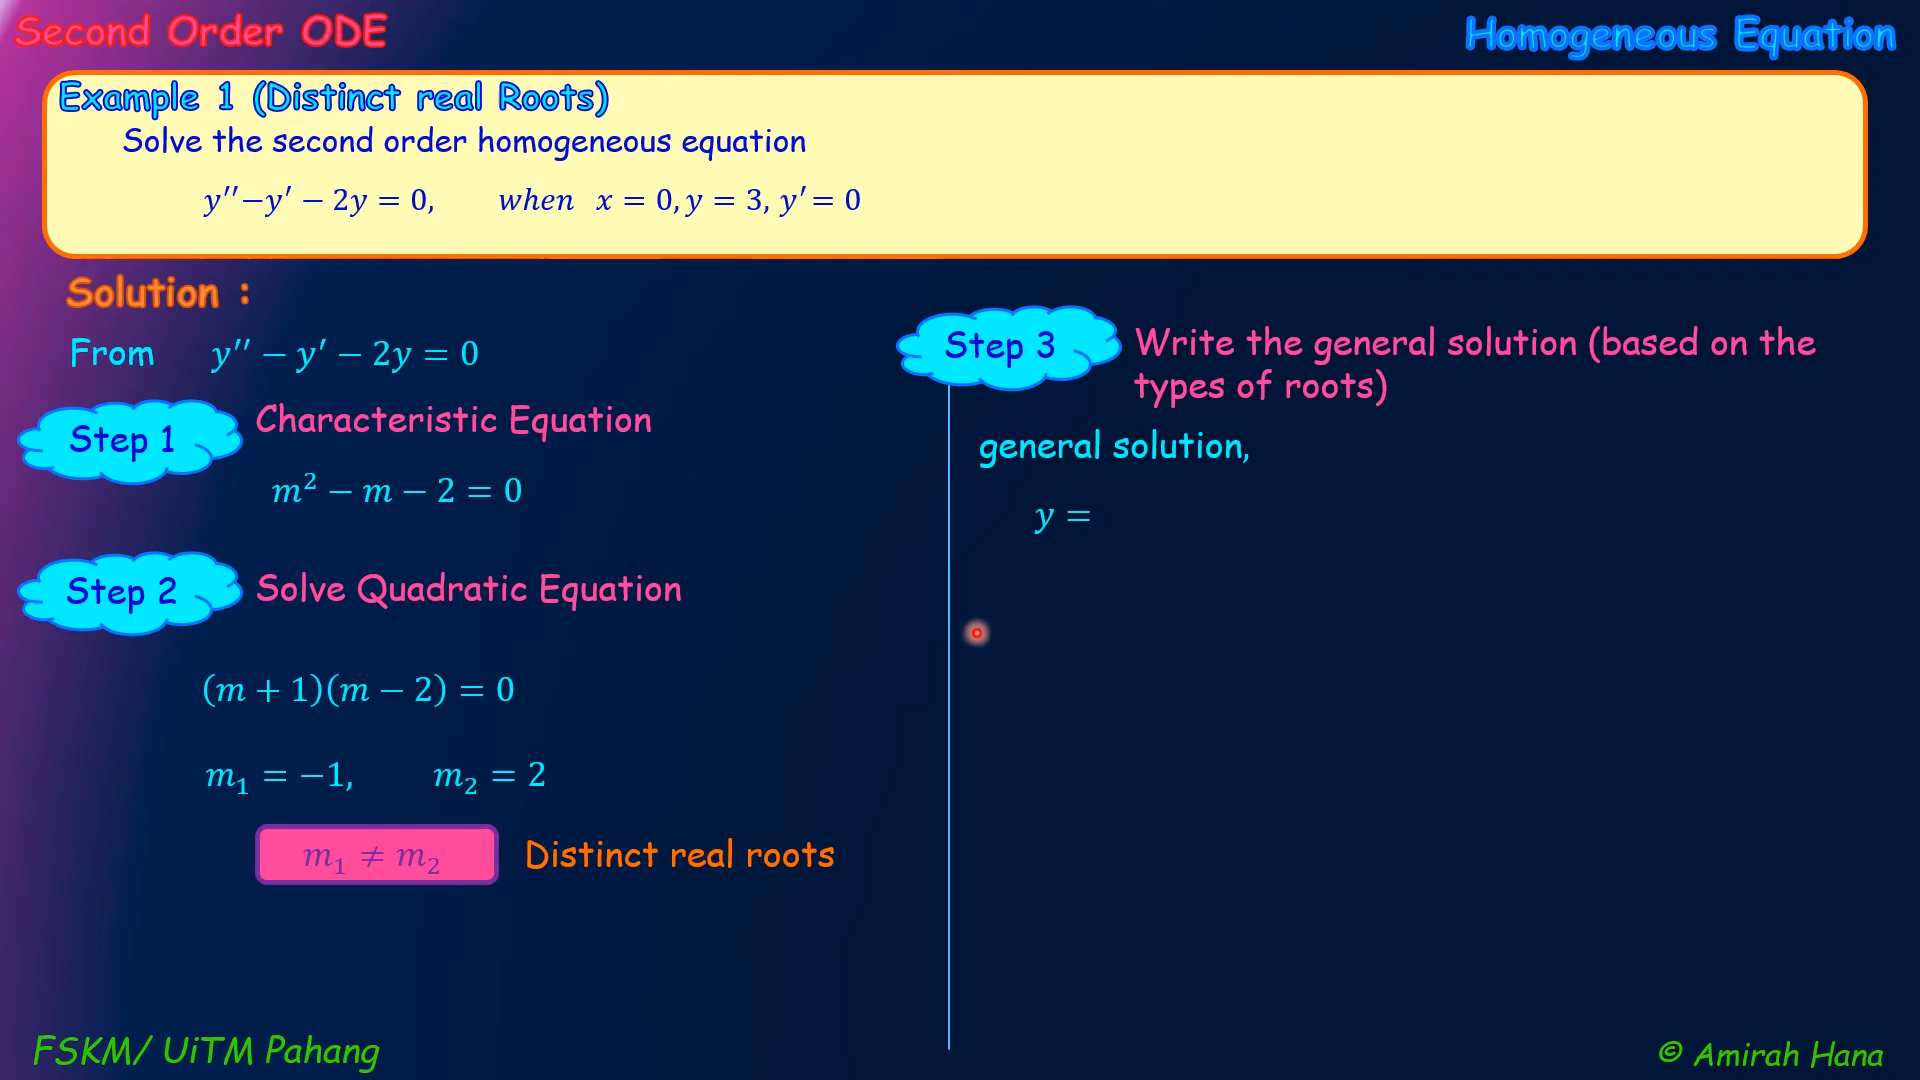 Second Order ODE
Homogeneous Equation
Example 1 (Distinct real Roots)
Solve the second order homogeneous equation
y′′−y′ − 2y = 0, when x = 0, y = 3, y′ = 0
Solution :
From y′′ − y′ − 2y = 0
Step 1 Characteristic Equation
m² − m − 2 = 0
Step 2 Solve Quadratic Equation
(m + 1)(m − 2) = 0
m₁ = −1, m₂ = 2
m₁ ≠ m₂ Distinct real roots
Step 3 Write the general solution (based on the
types of roots)
general solution,
y =
FSKM/ UiTM Pahang
© Amirah Hana